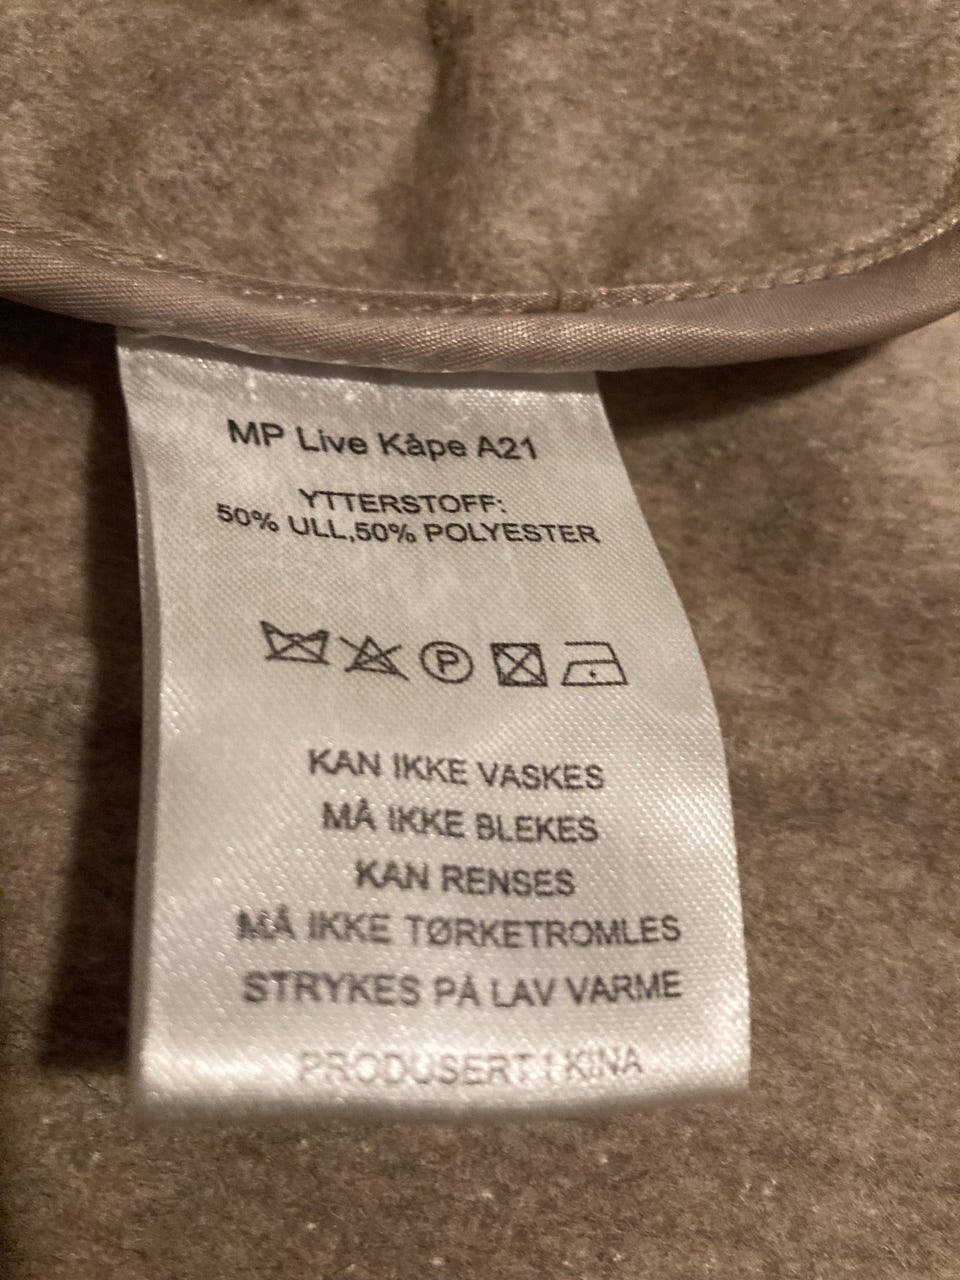 MP Live Kåpe A21
YTTERSTOFF:
50% ULL,50% POLYESTER
P
KAN IKKE VASKES
MÅ IKKE BLEKES
KAN RENSES
MÅ IKKE TØRKETROMLES
STRYKES PÅ LAV VARME
PRODUSERT I KINA